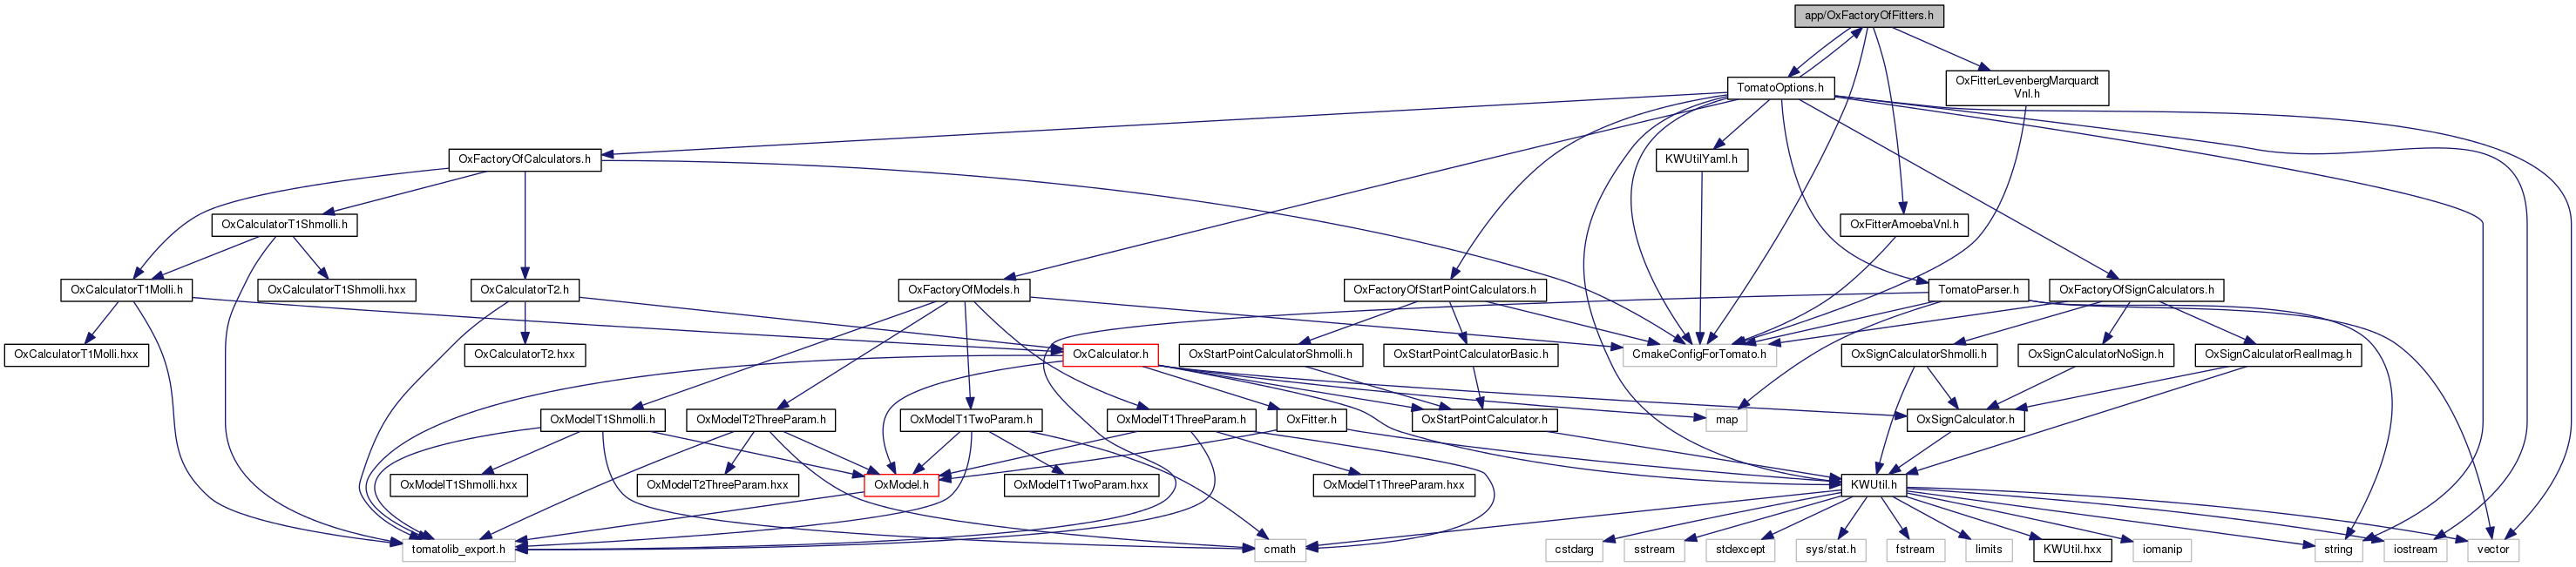 app/OxFactoryOfFitters.h
TomatoOptions.h
OxFitterLevenbergMarquardt
Vnl.h
OxFactoryOfCalculators.h
KWUtilYaml.h
OxCalculatorT1Shmolli.h
OxFitterAmoebaVnl.h
OxCalculatorT1Molli.h
OxCalculatorT1Shmolli.hxx
OxCalculatorT2.h
OxFactoryOfModels.h
OxFactoryOfStartPointCalculators.h
TomatoParser.h
OxFactoryOfSignCalculators.h
OxCalculatorT1Molli.hxx
OxCalculatorT2.hxx
OxCalculator.h
OxStartPointCalculatorShmolli.h
OxStartPointCalculatorBasic.h
CmakeConfigForTomato.h
OxSignCalculatorShmolli.h
OxSignCalculatorNoSign.h
OxSignCalculatorRealImag.h
OxModelT1Shmolli.h
OxModelT2ThreeParam.h
OxModelT1TwoParam.h
OxModelT1ThreeParam.h
OxFitter.h
OxStartPointCalculator.h
map
OxSignCalculator.h
OxModelT1Shmolli.hxx
OxModelT2ThreeParam.hxx
OxModel.h
OxModelT1TwoParam.hxx
OxModelT1ThreeParam.hxx
KWUtil.h
tomatolib_export.h
cmath
cstdarg
sstream
stdexcept
sys/stat.h
fstream
limits
KWUtil.hxx
iomanip
string
iostream
vector